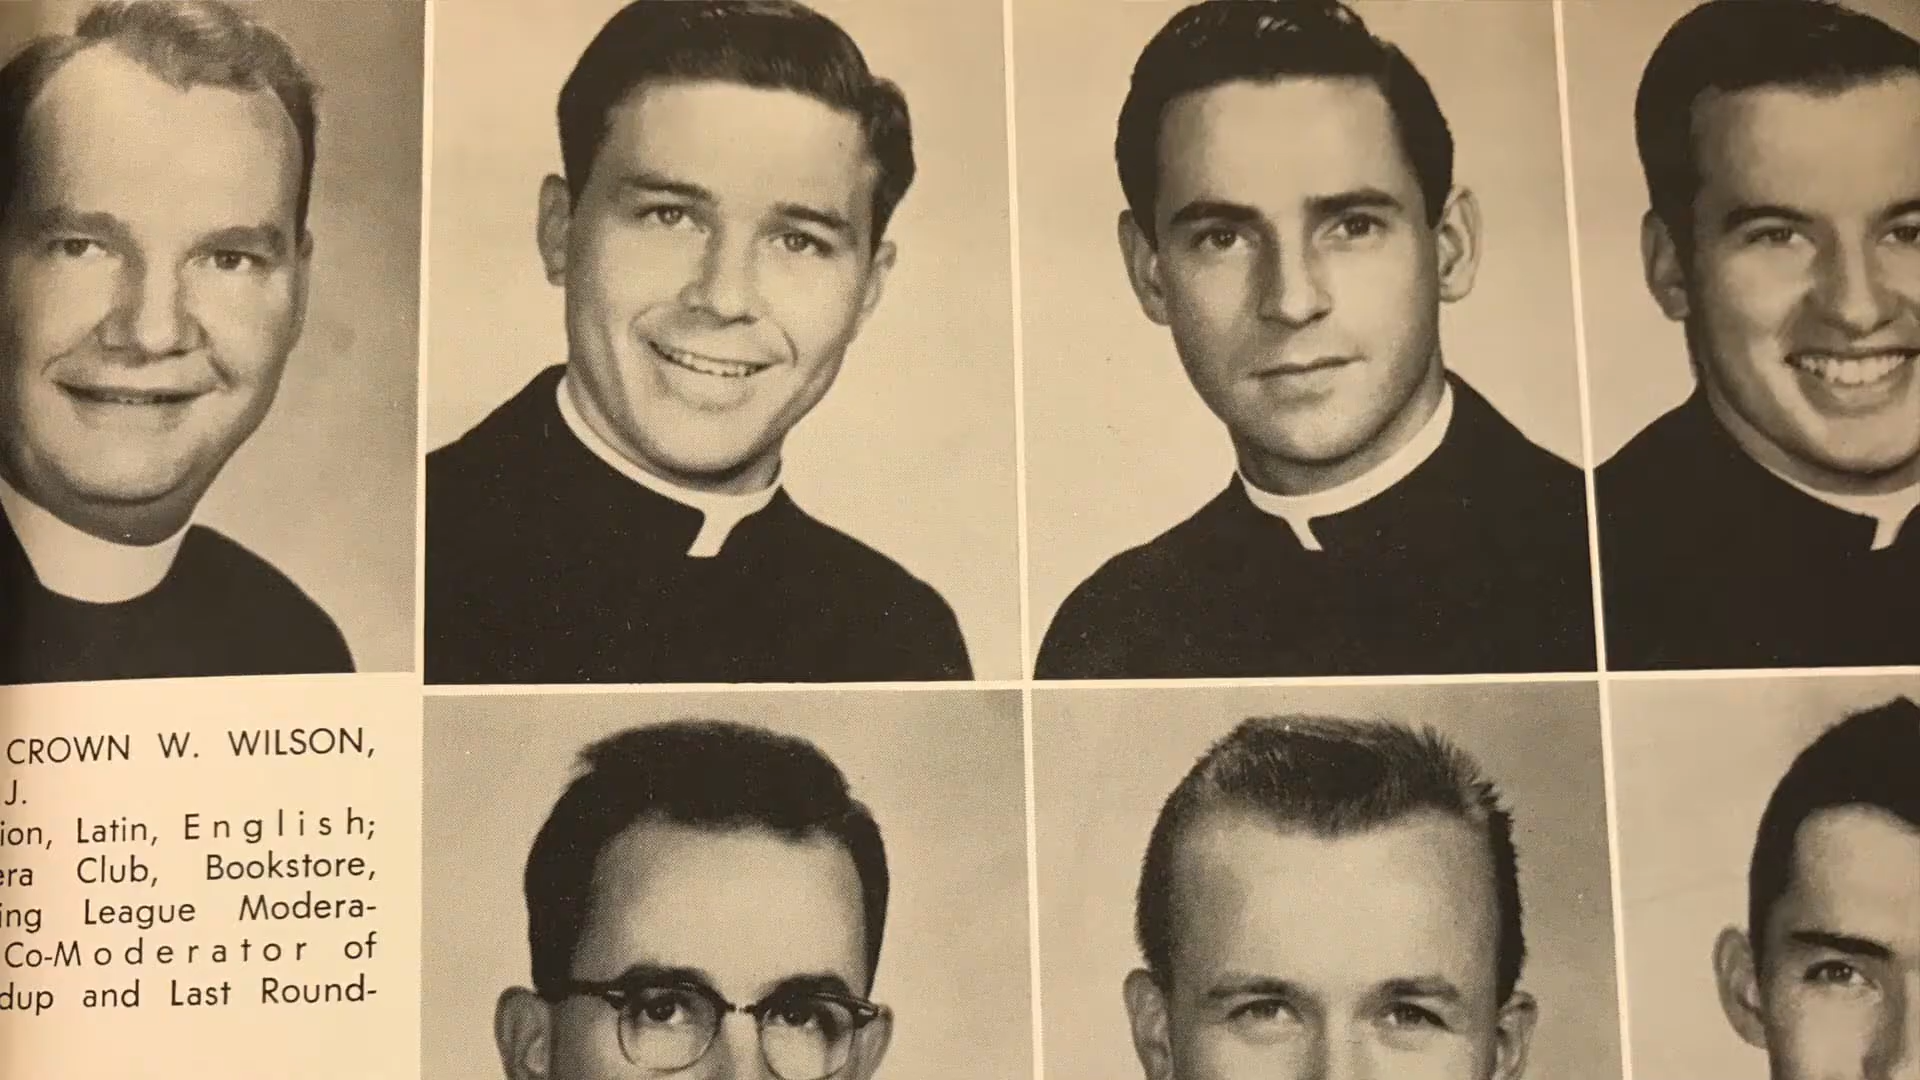 CROWN W. WILSON,
J.
ion, Latin, English;
era Club, Bookstore,
ing League Modera-
Co-Moderator of
dup and Last Round-